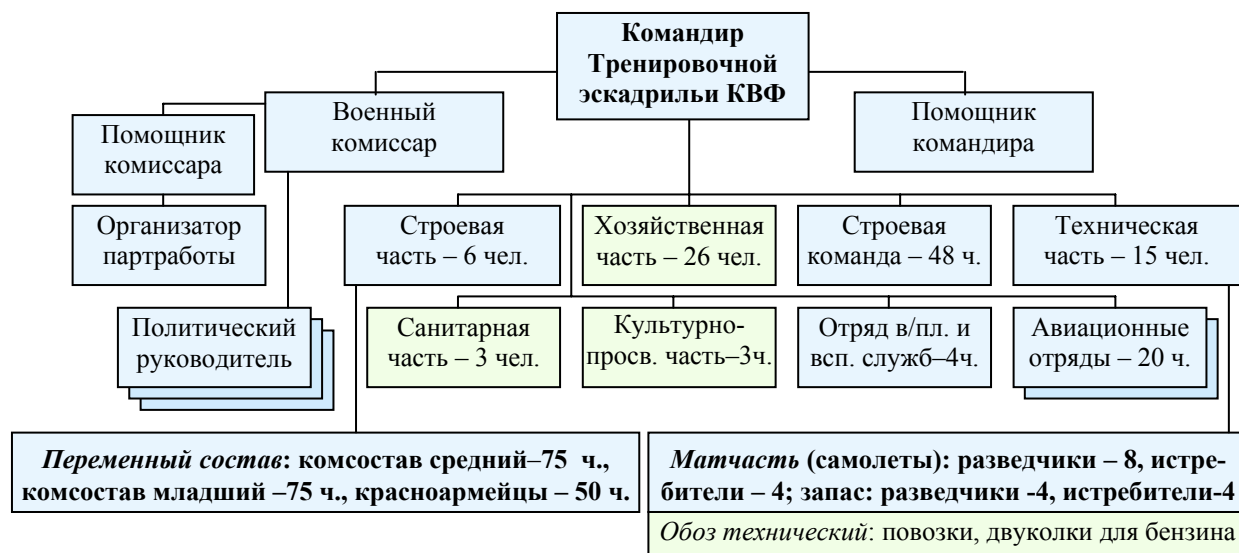 Командир
Тренировочной
эскадрильи КВФ
Помощник
комиссара
Военный
комиссар
Помощник
командира
Организатор
партработы
Строевая
часть – 6 чел.
Хозяйственная
часть – 26 чел.
Строевая
команда – 48 ч.
Техническая
часть – 15 чел.
Политический
руководитель
Санитарная
часть – 3 чел.
Культурно-
просв. часть–3ч.
Отряд в/пл. и
всп. служб–4ч.
Авиационные
отряды – 20 ч.
Переменный состав: комсостав средний–75 ч.,
комсостав младший –75 ч., красноармейцы – 50 ч.
Матчасть (самолеты): разведчики – 8, истре-
бители – 4; запас: разведчики -4, истребители-4
Обоз технический: повозки, двуколки для бензина